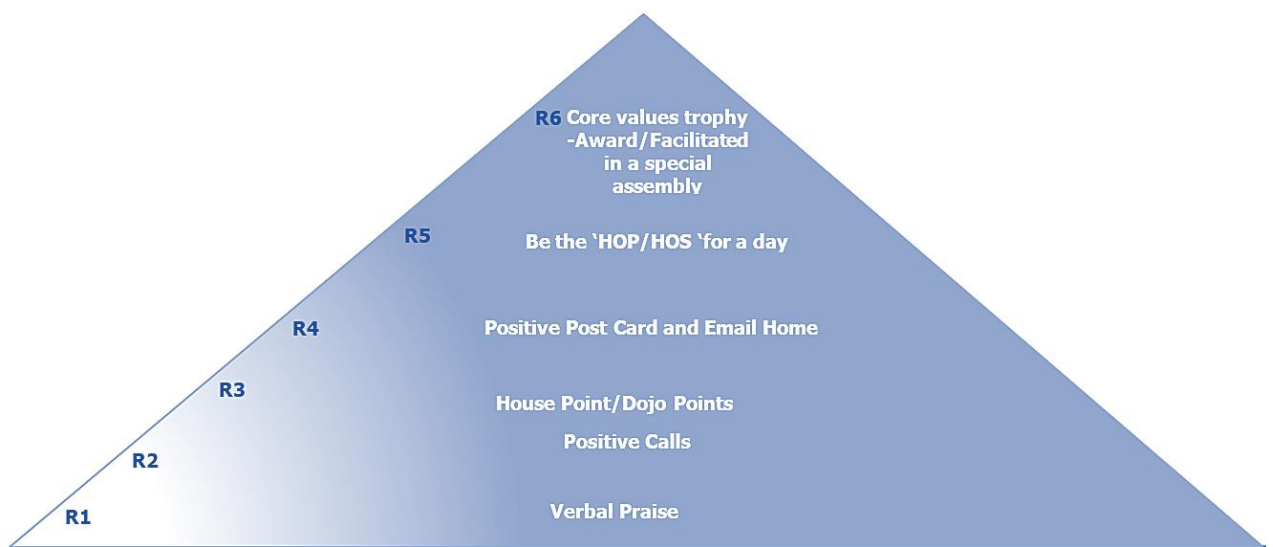 R6 Core values trophy
-Award/Facilitated
in a special
assembly
R5 Be the ‘HOP/HOS ‘for a day
R4 Positive Post Card and Email Home
R3 House Point/Dojo Points
R2 Positive Calls
R1 Verbal Praise